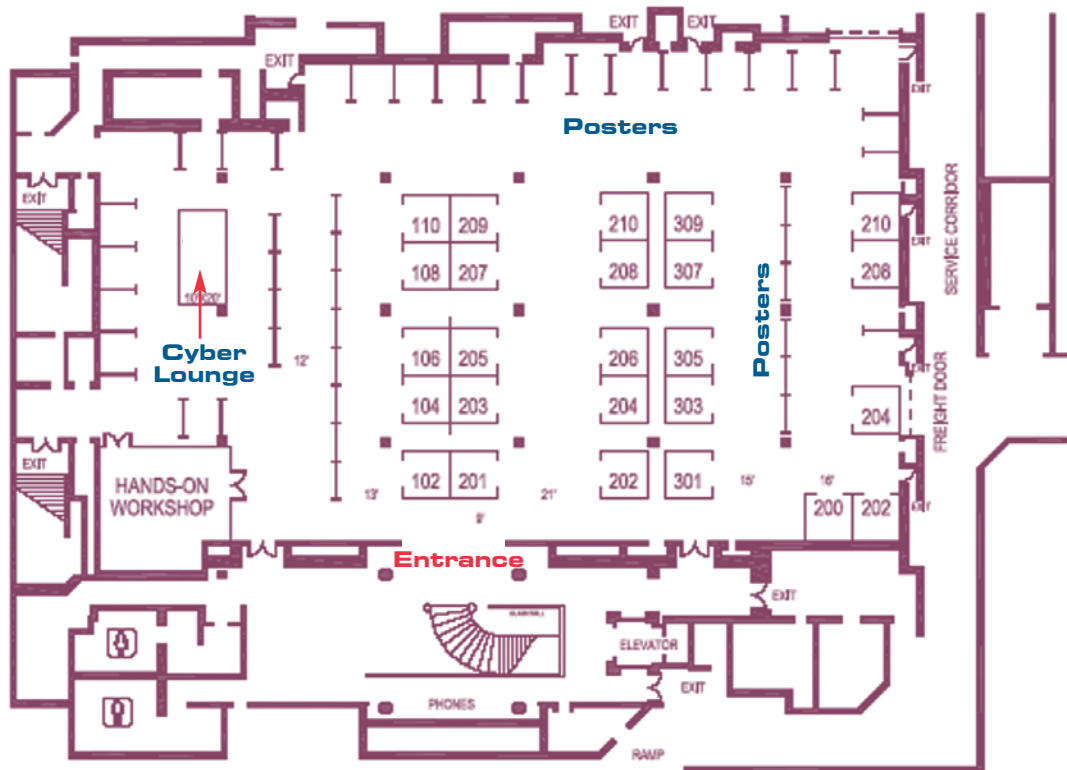 EXIT
EXIT
EXIT
EXIT
Posters
EXIT
110 209
210 309
210
EXIT
108 207
208 307
208
SERVICE CORRIDOR
Posters
10'X20'
Cyber
Lounge
12'
106 205
206 305
EXIT
104 203
204 303
204
FREIGHT DOOR
EXIT
HANDS-ON
WORKSHOP
102 201
202 301
13'
21'
15'
16'
200 202
EXIT
9'
Entrance
EXIT
ELEVATOR
EXIT
PHONES
RAMP